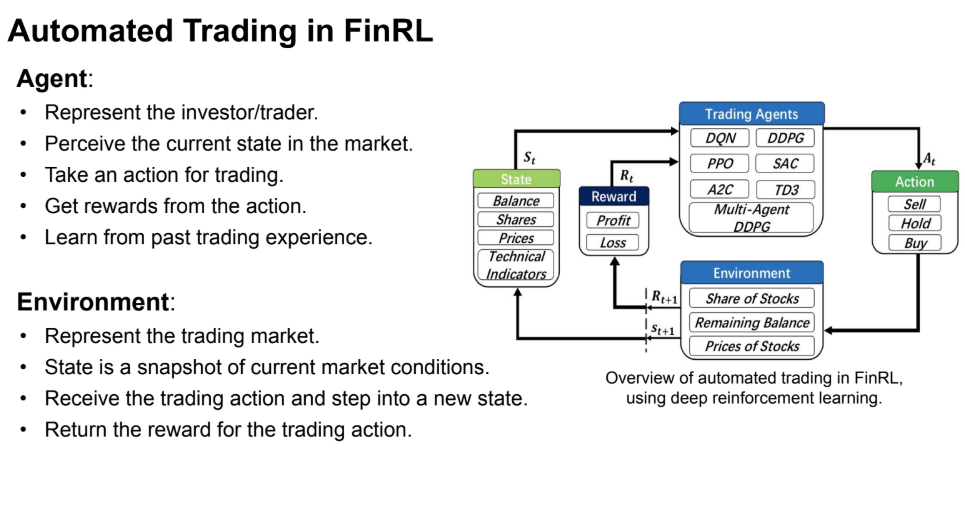 Automated Trading in FinRL
Agent:
• Represent the investor/trader.
• Perceive the current state in the market.
• Take an action for trading.
• Get rewards from the action.
• Learn from past trading experience.
Environment:
• Represent the trading market.
• State is a snapshot of current market conditions.
• Receive the trading action and step into a new state.
• Return the reward for the trading action.
Trading Agents
DQN DDPG
PPO SAC
A2C TD3
Multi-Agent
DDPG
S_t
R_t
A_t
State
Balance
Shares
Prices
Technical
Indicators
Reward
Profit
Loss
Action
Sell
Hold
Buy
Environment
Share of Stocks
Remaining Balance
Prices of Stocks
R_{t+1}
s_{t+1}
Overview of automated trading in FinRL,
using deep reinforcement learning.